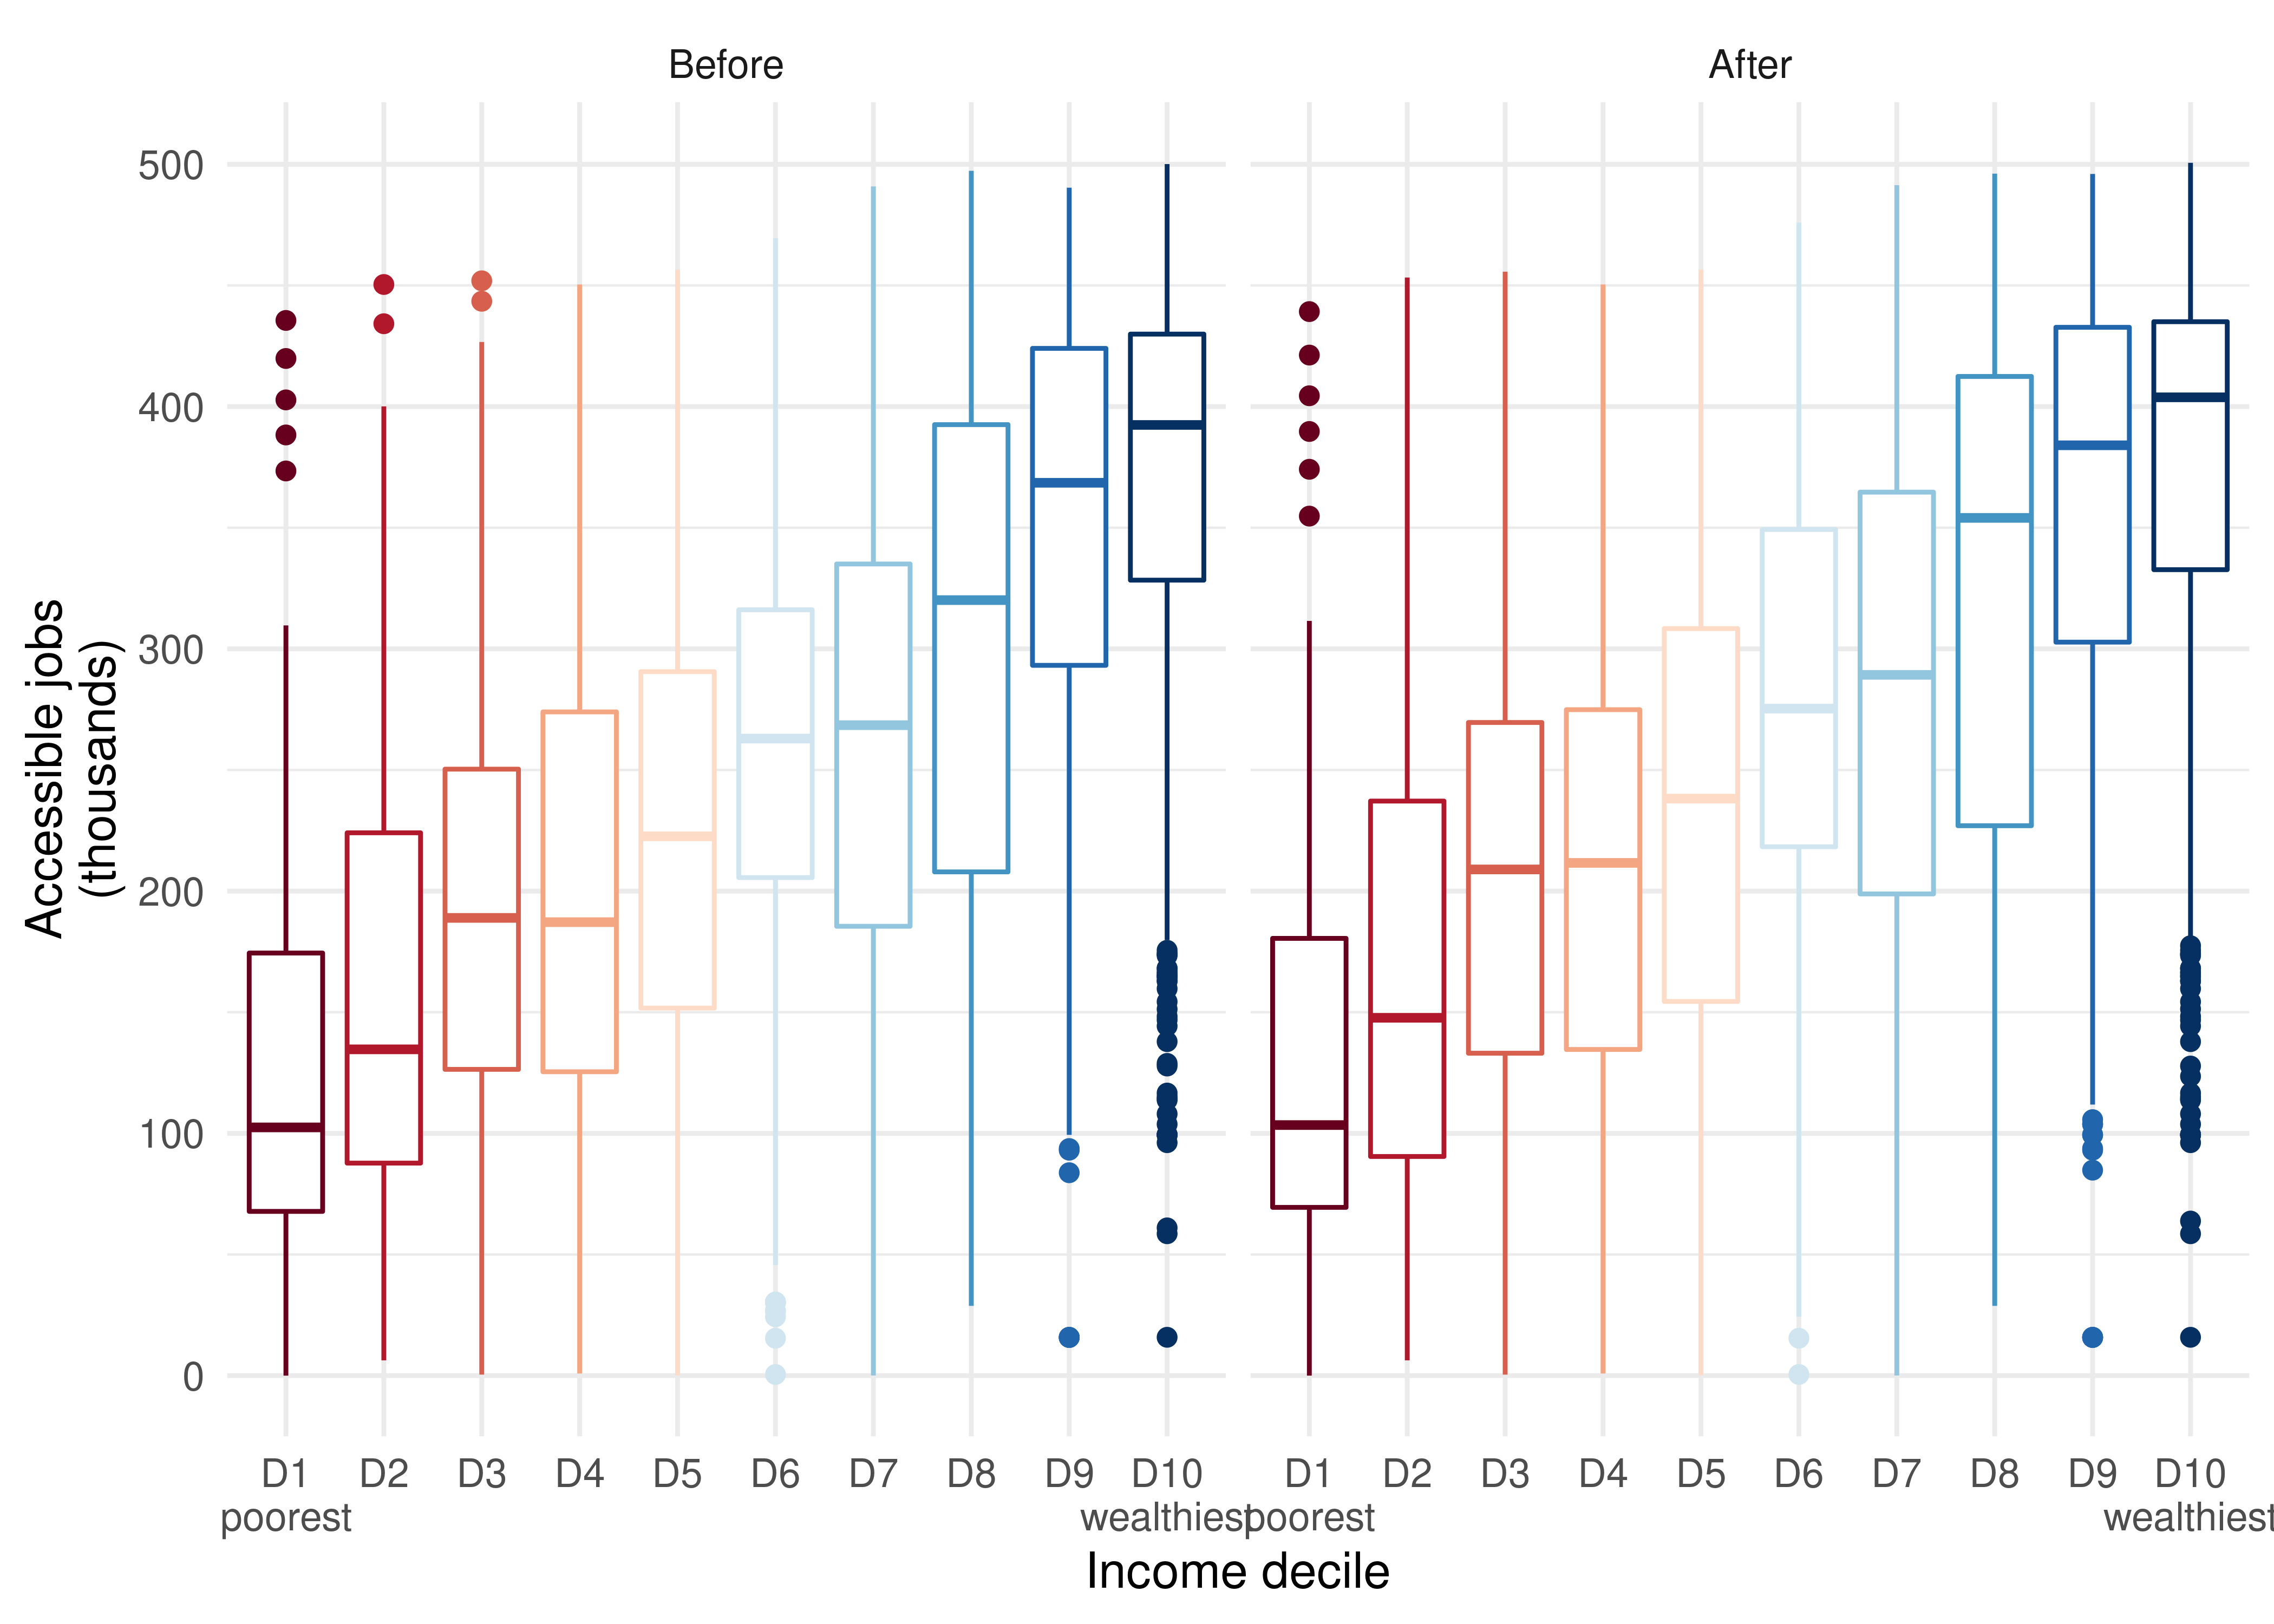 Before After
500
400
300
200
100
0
Accessible jobs
(thousands)
D1 D2 D3 D4 D5 D6 D7 D8 D9 D10 D1 D2 D3 D4 D5 D6 D7 D8 D9 D10
poorest wealthiest poorest wealthiest
Income decile